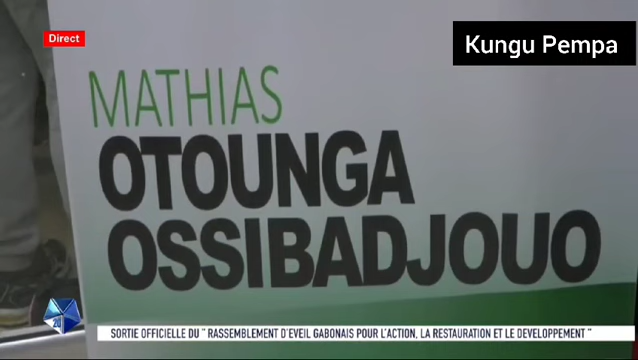 Direct
Kungu Pempa
MATHIAS
OTOUNGA
OSSIBADJOUO
SORTIE OFFICIELLE DU " RASSEMBLEMENT D'EVEIL GABONAIS POUR L'ACTION, LA RESTAURATION ET LE DEVELOPPEMENT "